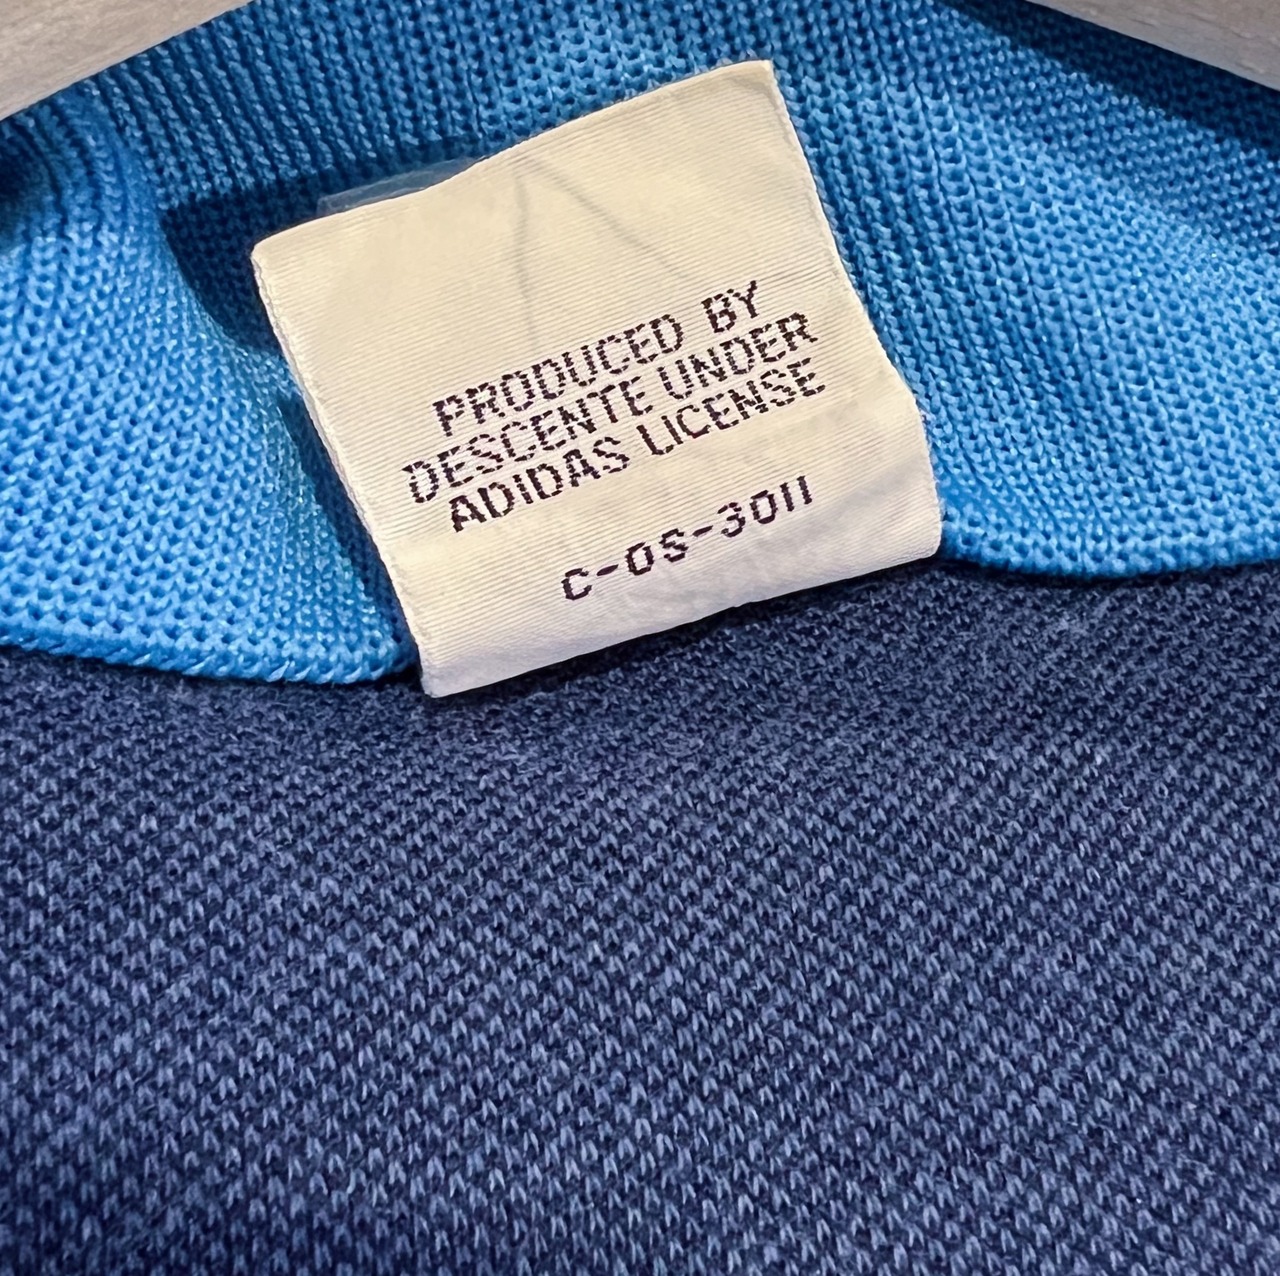 PRODUCED BY
DESCENTE UNDER
ADIDAS LICENSE
C-OS-3011